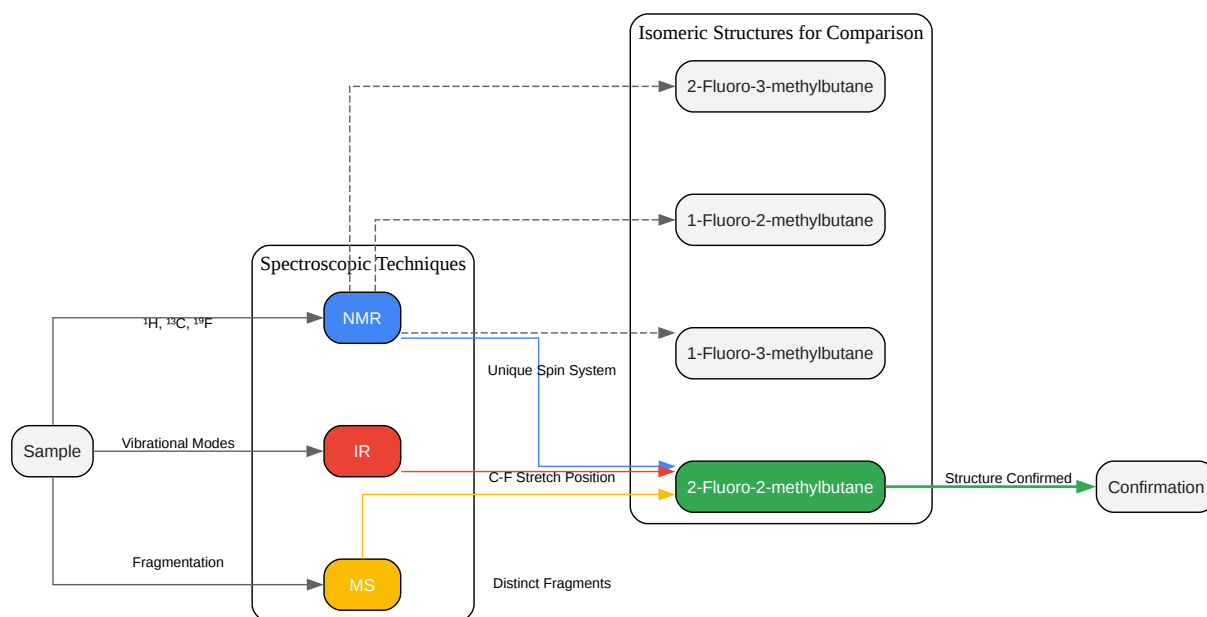 Isomeric Structures for Comparison
2-Fluoro-3-methylbutane
1-Fluoro-2-methylbutane
Spectroscopic Techniques
¹H, ¹³C, ¹⁹F
NMR
1-Fluoro-3-methylbutane
Unique Spin System
Sample
Vibrational Modes
IR
C-F Stretch Position
2-Fluoro-2-methylbutane
Structure Confirmed
Confirmation
Fragmentation
MS
Distinct Fragments